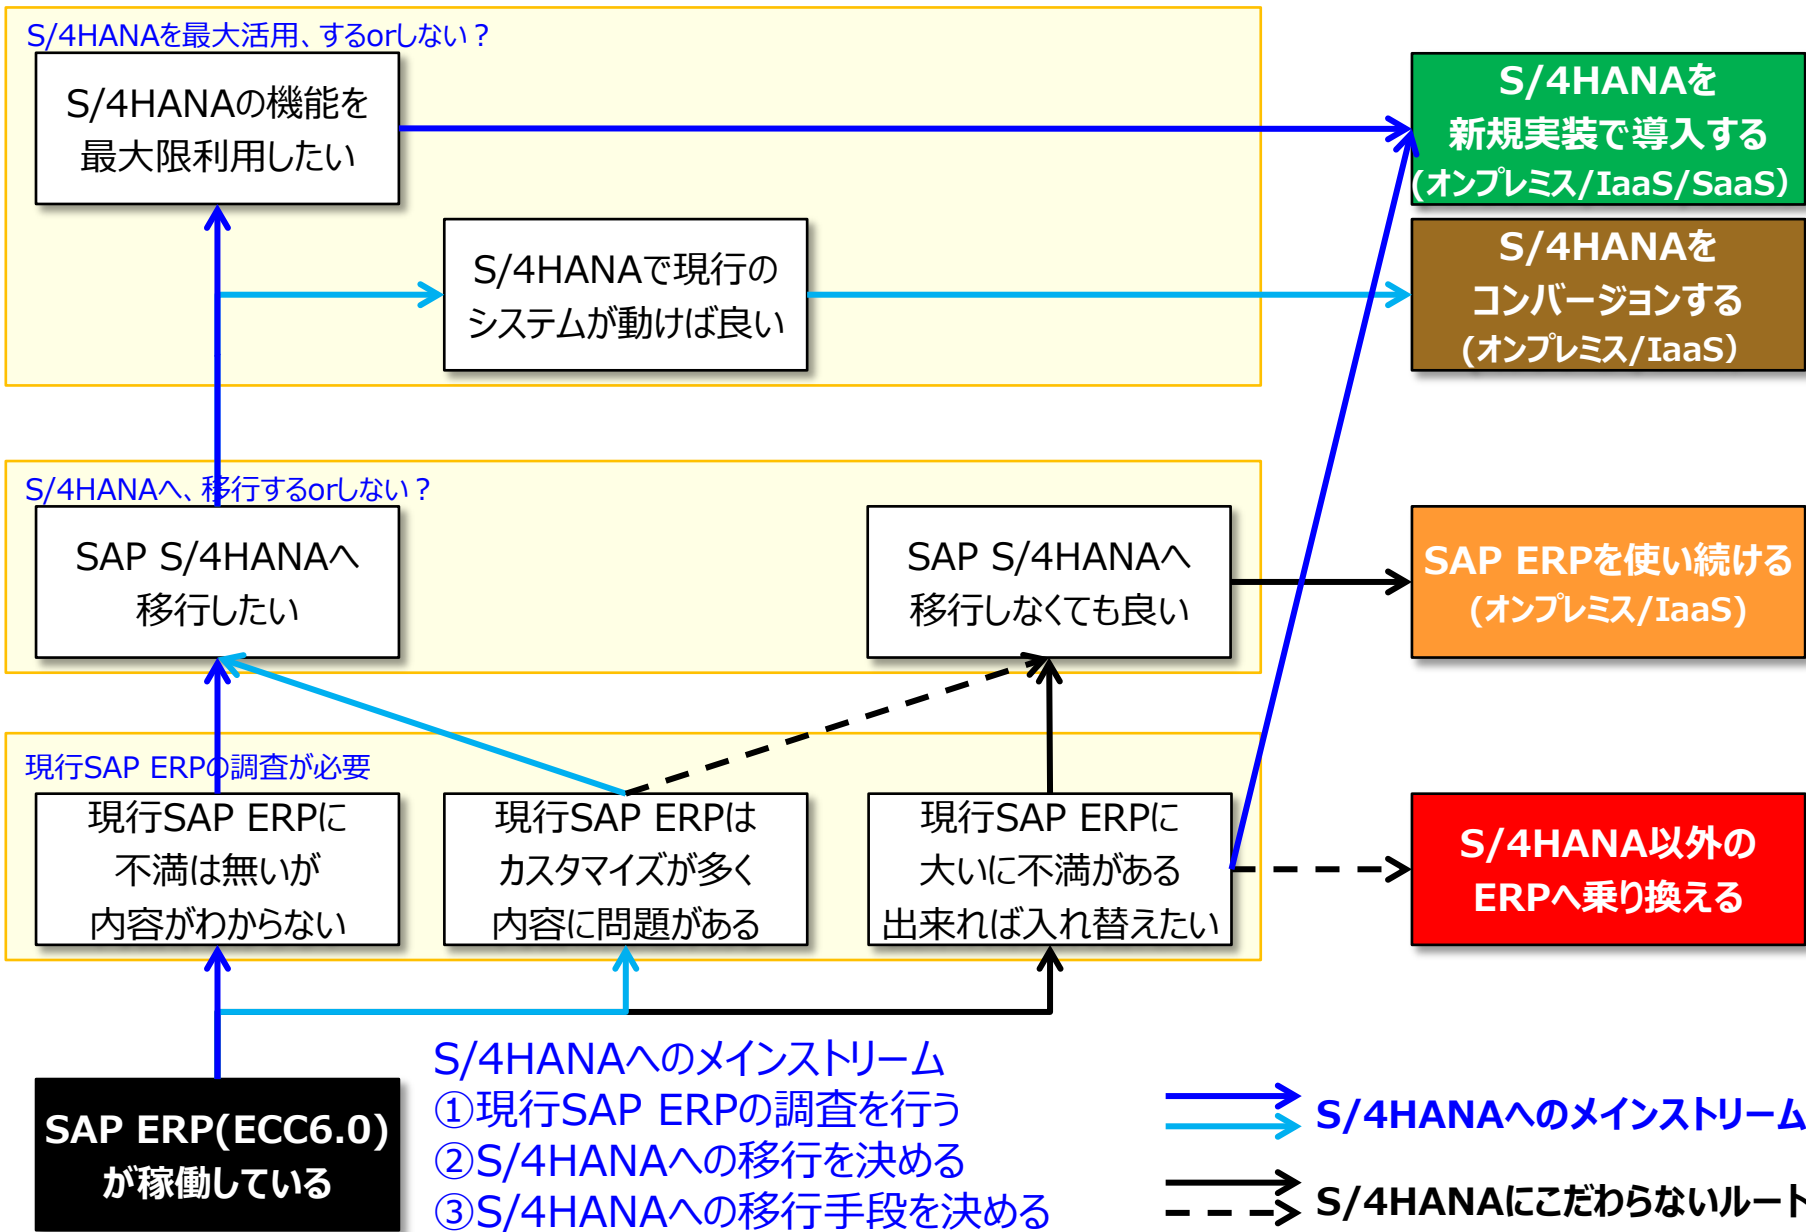 S/4HANAを最大活用、するorしない？
S/4HANAの機能を
最大限利用したい
S/4HANAを
新規実装で導入する
(オンプレミス/IaaS/SaaS）
S/4HANAで現行の
システムが動けば良い
S/4HANAを
コンバージョンする
(オンプレミス/IaaS）
S/4HANAへ、移行するorしない？
SAP S/4HANAへ
移行したい
SAP S/4HANAへ
移行しなくても良い
SAP ERPを使い続ける
(オンプレミス/IaaS)
現行SAP ERPの調査が必要
現行SAP ERPに
不満は無いが
内容がわからない
現行SAP ERPは
カスタマイズが多く
内容に問題がある
現行SAP ERPに
大いに不満がある
出来れば入れ替えたい
S/4HANA以外の
ERPへ乗り換える
SAP ERP(ECC6.0)
が稼働している
S/4HANAへのメインストリーム
①現行SAP ERPの調査を行う
②S/4HANAへの移行を決める
③S/4HANAへの移行手段を決める
S/4HANAへのメインストリーム
S/4HANAにこだわらないルート